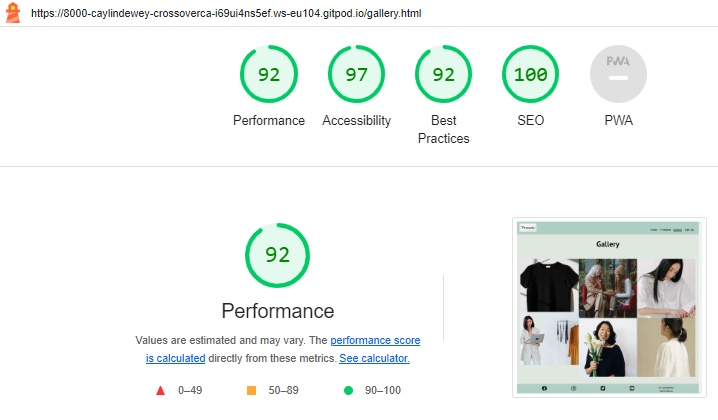 https://8000-caylindewey-crossoverca-i69ui4ns5ef.ws-eu104.gitpod.io/gallery.html
92
97
92
100
PWA
Performance
Accessibility
Best
Practices
SEO
PWA
92
Performance
Values are estimated and may vary. The performance score
is calculated directly from these metrics. See calculator.
0–49
50–89
90–100
Gallery